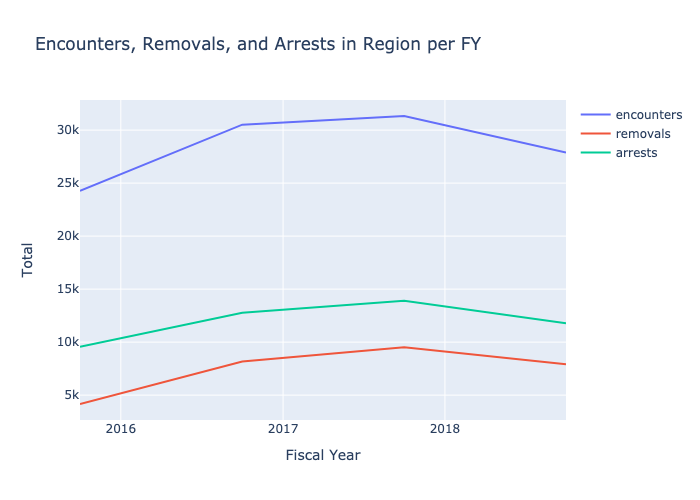 Encounters, Removals, and Arrests in Region per FY
encounters
removals
arrests
Total
30k
25k
20k
15k
10k
5k
2016
2017
2018
Fiscal Year